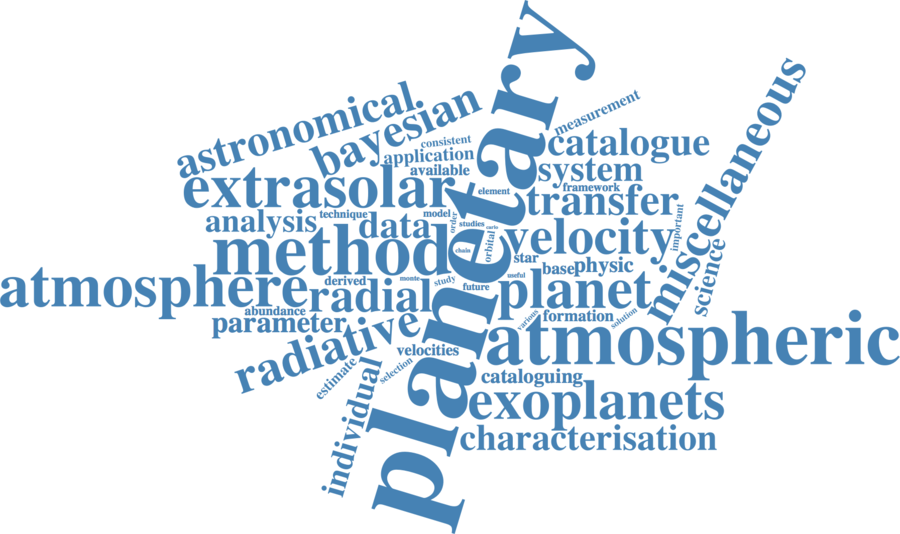 planetary
measurement
miscellaneous
astronomical
bayesian
consistent
catalogue
application
available
system
extrasolar
element
framework
transfer
analysis
technique
data
model
order
studies
carlo
important
method
chain
orbital
velocity
star
science
base
physic
atmosphere
derived
monte
study
useful
radial
future
planet
abundance
parameter
various
formation
solution
radiative
velocities
atmospheric
estimate
selection
individual
cataloguing
exoplanets
characterisation